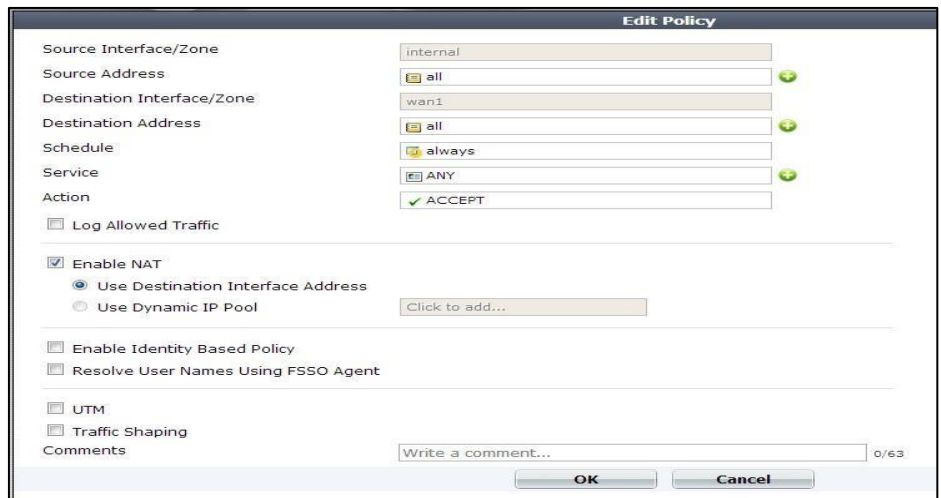 Edit Policy
Source Interface/Zone internal
Source Address all
Destination Interface/Zone wan1
Destination Address all
Schedule always
Service ANY
Action ACCEPT
Log Allowed Traffic
Enable NAT
Use Destination Interface Address
Use Dynamic IP Pool Click to add...
Enable Identity Based Policy
Resolve User Names Using FSSO Agent
UTM
Traffic Shaping
Comments Write a comment... 0/63
OK Cancel